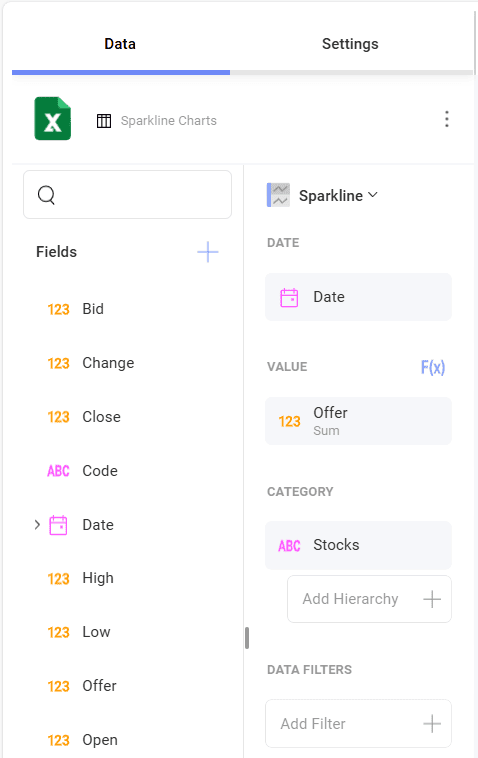 Data
Settings
Sparkline Charts
Fields
123 Bid
123 Change
123 Close
ABC Code
Date
123 High
123 Low
123 Offer
123 Open
Sparkline
DATE
Date
VALUE F(x)
123 Offer
Sum
CATEGORY
ABC Stocks
Add Hierarchy
DATA FILTERS
Add Filter